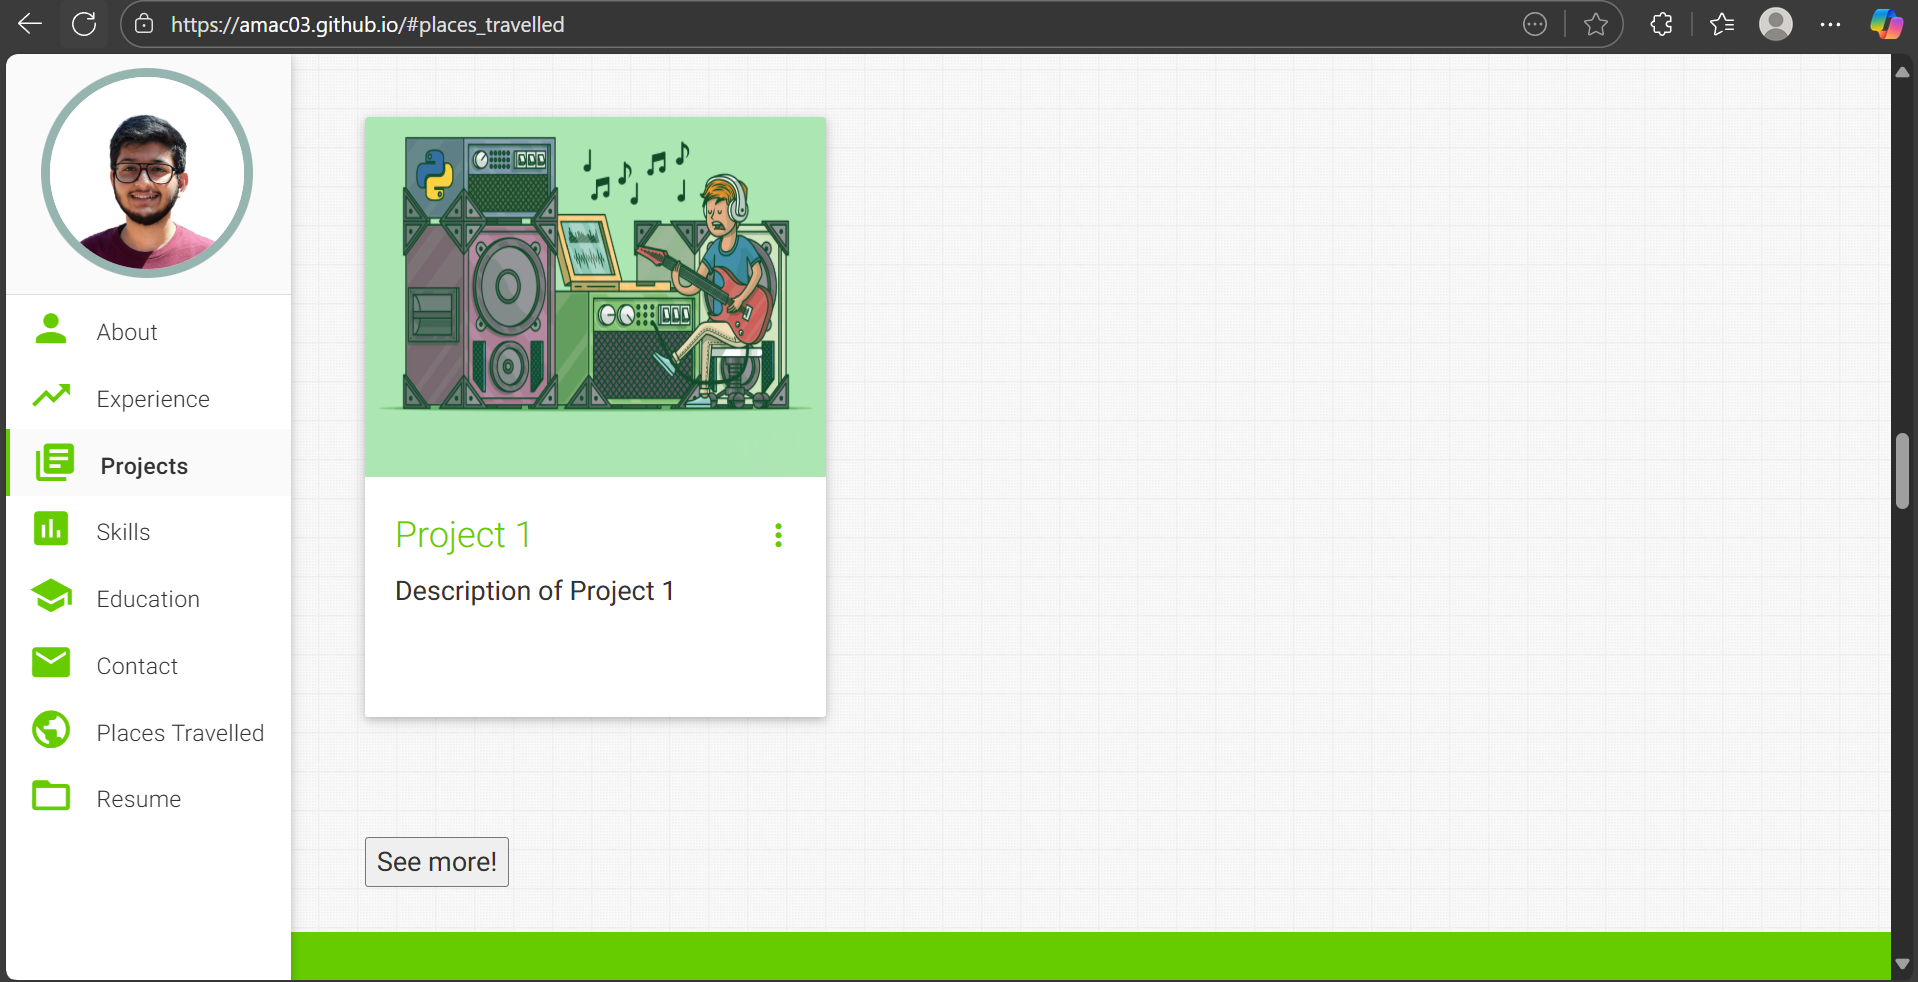 https://amac03.github.io/#places_travelled
About
Experience
Projects
Skills
Education
Contact
Places Travelled
Resume
Project 1
Description of Project 1
See more!